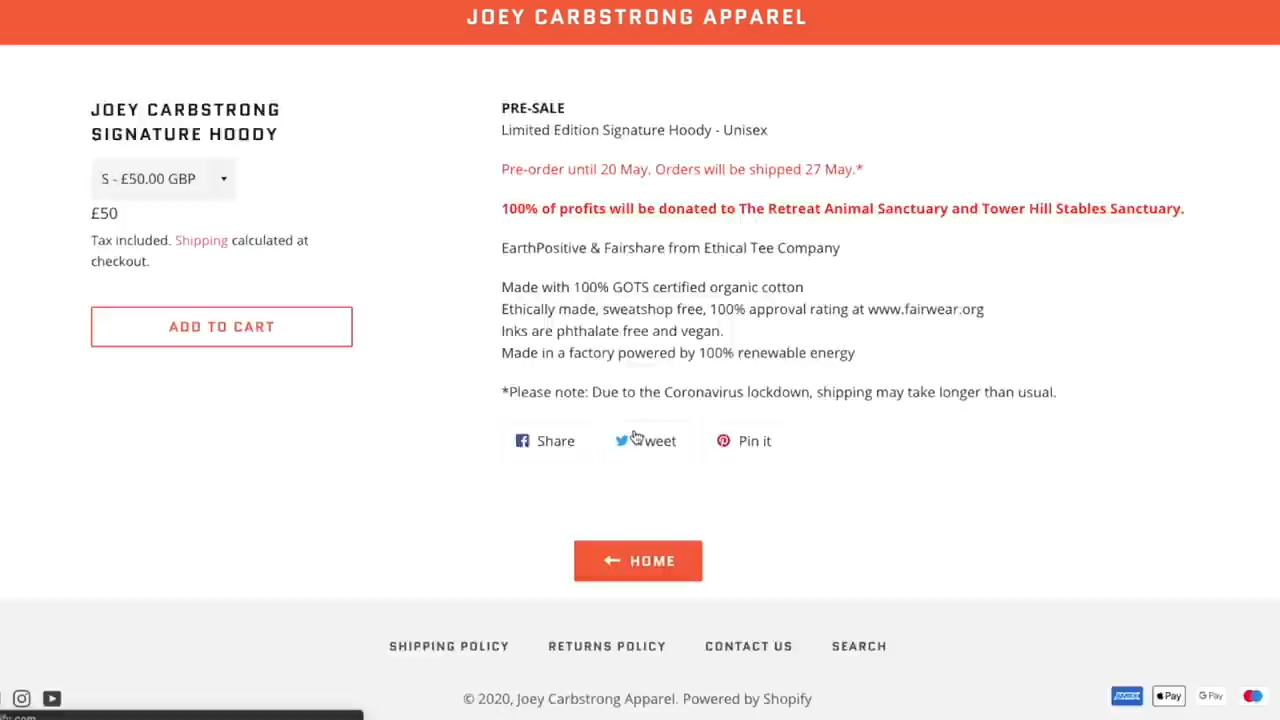 JOEY CARBSTRONG APPAREL
JOEY CARBSTRONG
SIGNATURE HOODY
S - £50.00 GBP
£50
Tax included. Shipping calculated at
checkout.
ADD TO CART
PRE-SALE
Limited Edition Signature Hoody - Unisex
Pre-order until 20 May. Orders will be shipped 27 May.*
100% of profits will be donated to The Retreat Animal Sanctuary and Tower Hill Stables Sanctuary.
EarthPositive & Fairshare from Ethical Tee Company
Made with 100% GOTS certified organic cotton
Ethically made, sweatshop free, 100% approval rating at www.fairwear.org
Inks are phthalate free and vegan.
Made in a factory powered by 100% renewable energy
*Please note: Due to the Coronavirus lockdown, shipping may take longer than usual.
Share Tweet Pin it
← HOME
SHIPPING POLICY RETURNS POLICY CONTACT US SEARCH
© 2020, Joey Carbstrong Apparel. Powered by Shopify
AMEX Apple Pay G Pay